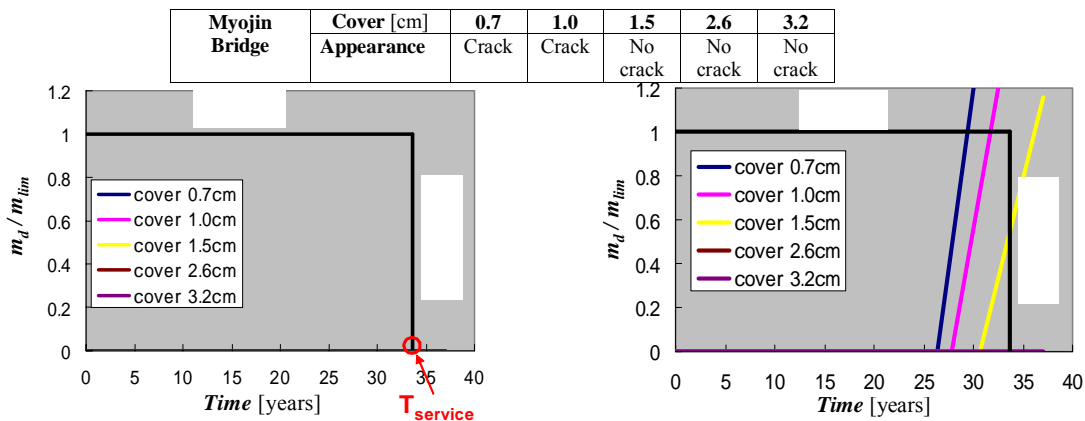 Myojin Bridge Cover [cm] 0.7 1.0 1.5 2.6 3.2
Appearance Crack Crack No crack No crack No crack
1.2
1
0.8
0.6
0.4
0.2
0
m_d / m_lim
cover 0.7cm
cover 1.0cm
cover 1.5cm
cover 2.6cm
cover 3.2cm
0 5 10 15 20 25 30 35 40
Time [years]
T_service
1.2
1
0.8
0.6
0.4
0.2
0
m_d / m_lim
cover 0.7cm
cover 1.0cm
cover 1.5cm
cover 2.6cm
cover 3.2cm
0 5 10 15 20 25 30 35 40
Time [years]